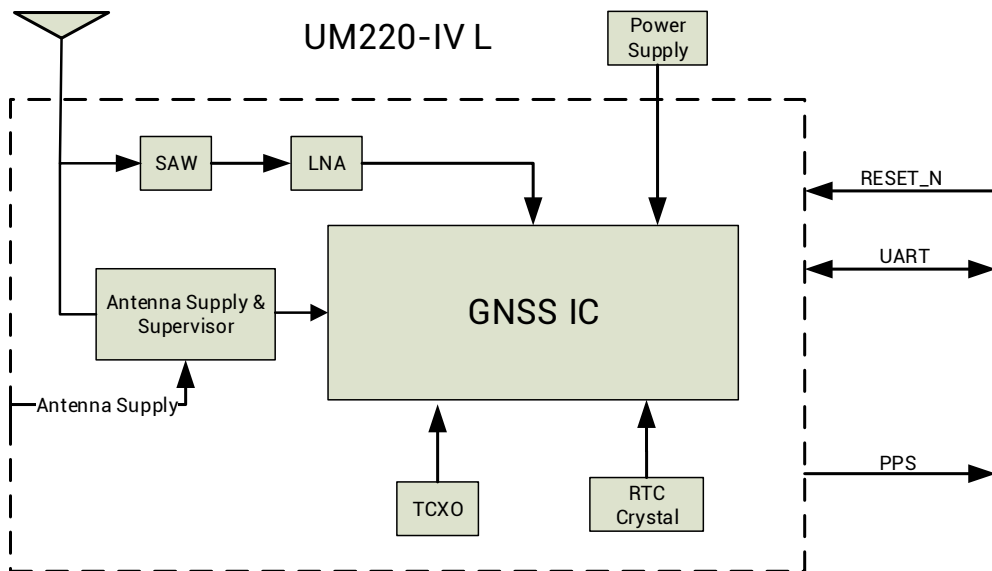 UM220-IV L
Power
Supply
SAW
LNA
RESET_N
UART
Antenna Supply &
Supervisor
GNSS IC
Antenna Supply
PPS
TCXO
RTC
Crystal